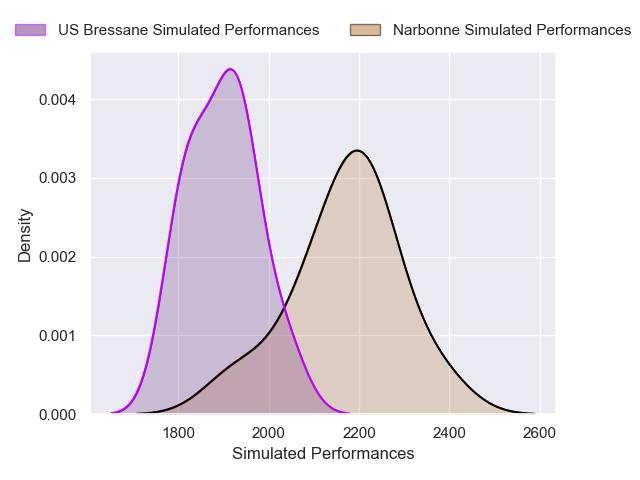 US Bressane Simulated Performances
Narbonne Simulated Performances
0.004
0.003
0.002
0.001
0.000
Density
1800
2000
2200
2400
2600
Simulated Performances